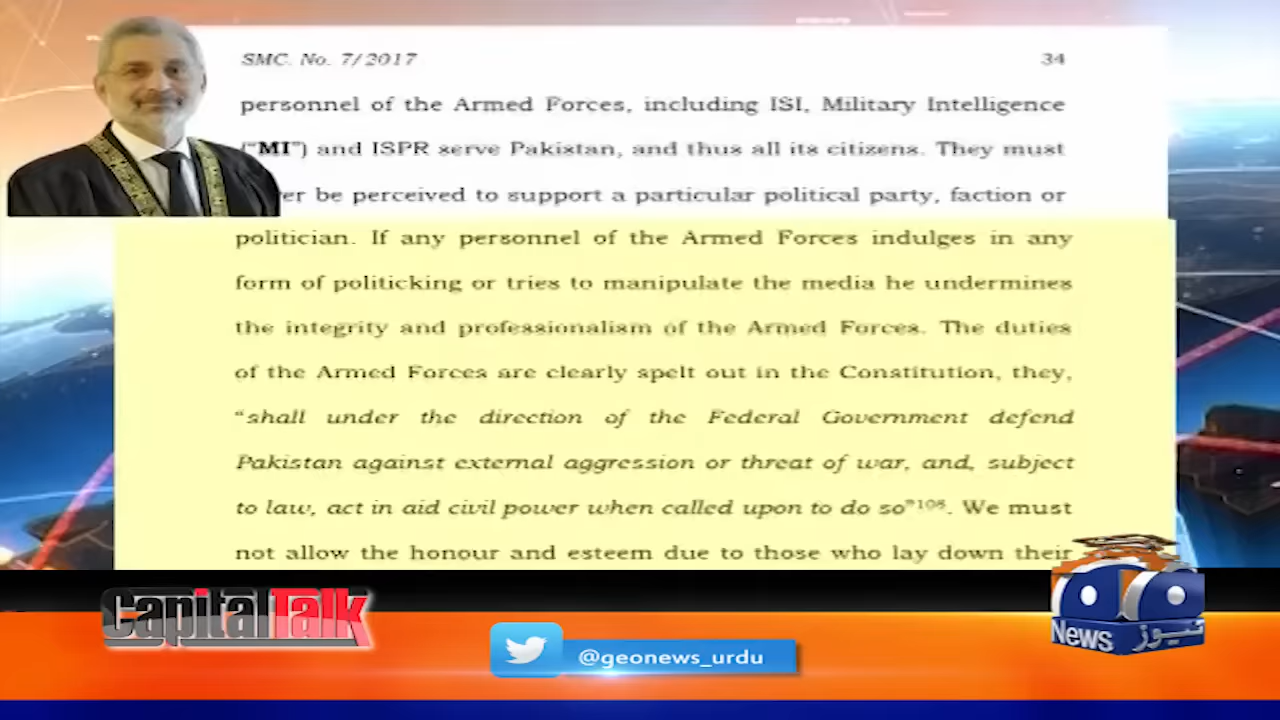 SMC. No. 7/2017 34
personnel of the Armed Forces, including ISI, Military Intelligence
("MI") and ISPR serve Pakistan, and thus all its citizens. They must
er be perceived to support a particular political party, faction or
politician. If any personnel of the Armed Forces indulges in any
form of politicking or tries to manipulate the media he undermines
the integrity and professionalism of the Armed Forces. The duties
of the Armed Forces are clearly spelt out in the Constitution, they,
“shall under the direction of the Federal Government defend
Pakistan against external aggression or threat of war, and, subject
to law, act in aid civil power when called upon to do so”108. We must
not allow the honour and esteem due to those who lay down their
Capital Talk
@geonews_urdu
News نیوز